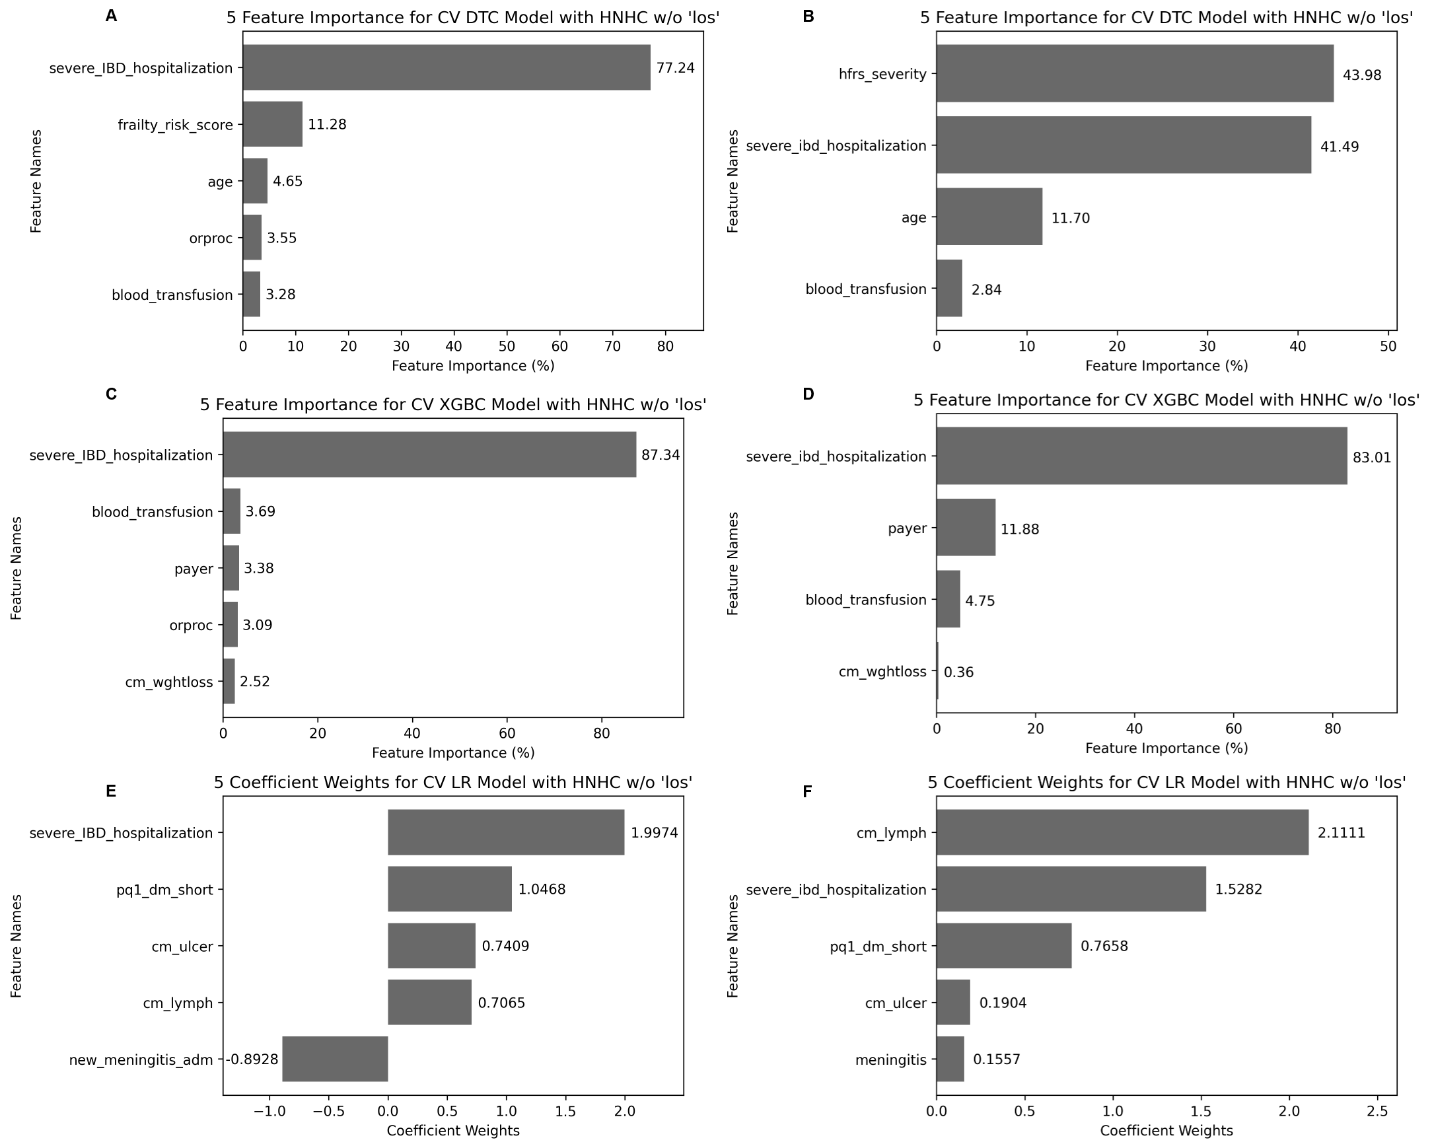 A
5 Feature Importance for CV DTC Model with HNHC w/o 'los'
Feature Names
severe_IBD_hospitalization
77.24
frailty_risk_score
11.28
age
4.65
orproc
3.55
blood_transfusion
3.28
0 10 20 30 40 50 60 70 80
Feature Importance (%)
B
5 Feature Importance for CV DTC Model with HNHC w/o 'los'
Feature Names
hfrs_severity
43.98
severe_ibd_hospitalization
41.49
age
11.70
blood_transfusion
2.84
0 10 20 30 40 50
Feature Importance (%)
C
5 Feature Importance for CV XGBC Model with HNHC w/o 'los'
Feature Names
severe_IBD_hospitalization
87.34
blood_transfusion
3.69
payer
3.38
orproc
3.09
cm_wghtloss
2.52
0 20 40 60 80
Feature Importance (%)
D
5 Feature Importance for CV XGBC Model with HNHC w/o 'los'
Feature Names
severe_ibd_hospitalization
83.01
payer
11.88
blood_transfusion
4.75
cm_wghtloss
0.36
0 20 40 60 80
Feature Importance (%)
E
5 Coefficient Weights for CV LR Model with HNHC w/o 'los'
Feature Names
severe_IBD_hospitalization
1.9974
pq1_dm_short
1.0468
cm_ulcer
0.7409
cm_lymph
0.7065
new_meningitis_adm
-0.8928
−1.0 −0.5 0.0 0.5 1.0 1.5 2.0
Coefficient Weights
F
5 Coefficient Weights for CV LR Model with HNHC w/o 'los'
Feature Names
cm_lymph
2.1111
severe_ibd_hospitalization
1.5282
pq1_dm_short
0.7658
cm_ulcer
0.1904
meningitis
0.1557
0.0 0.5 1.0 1.5 2.0 2.5
Coefficient Weights